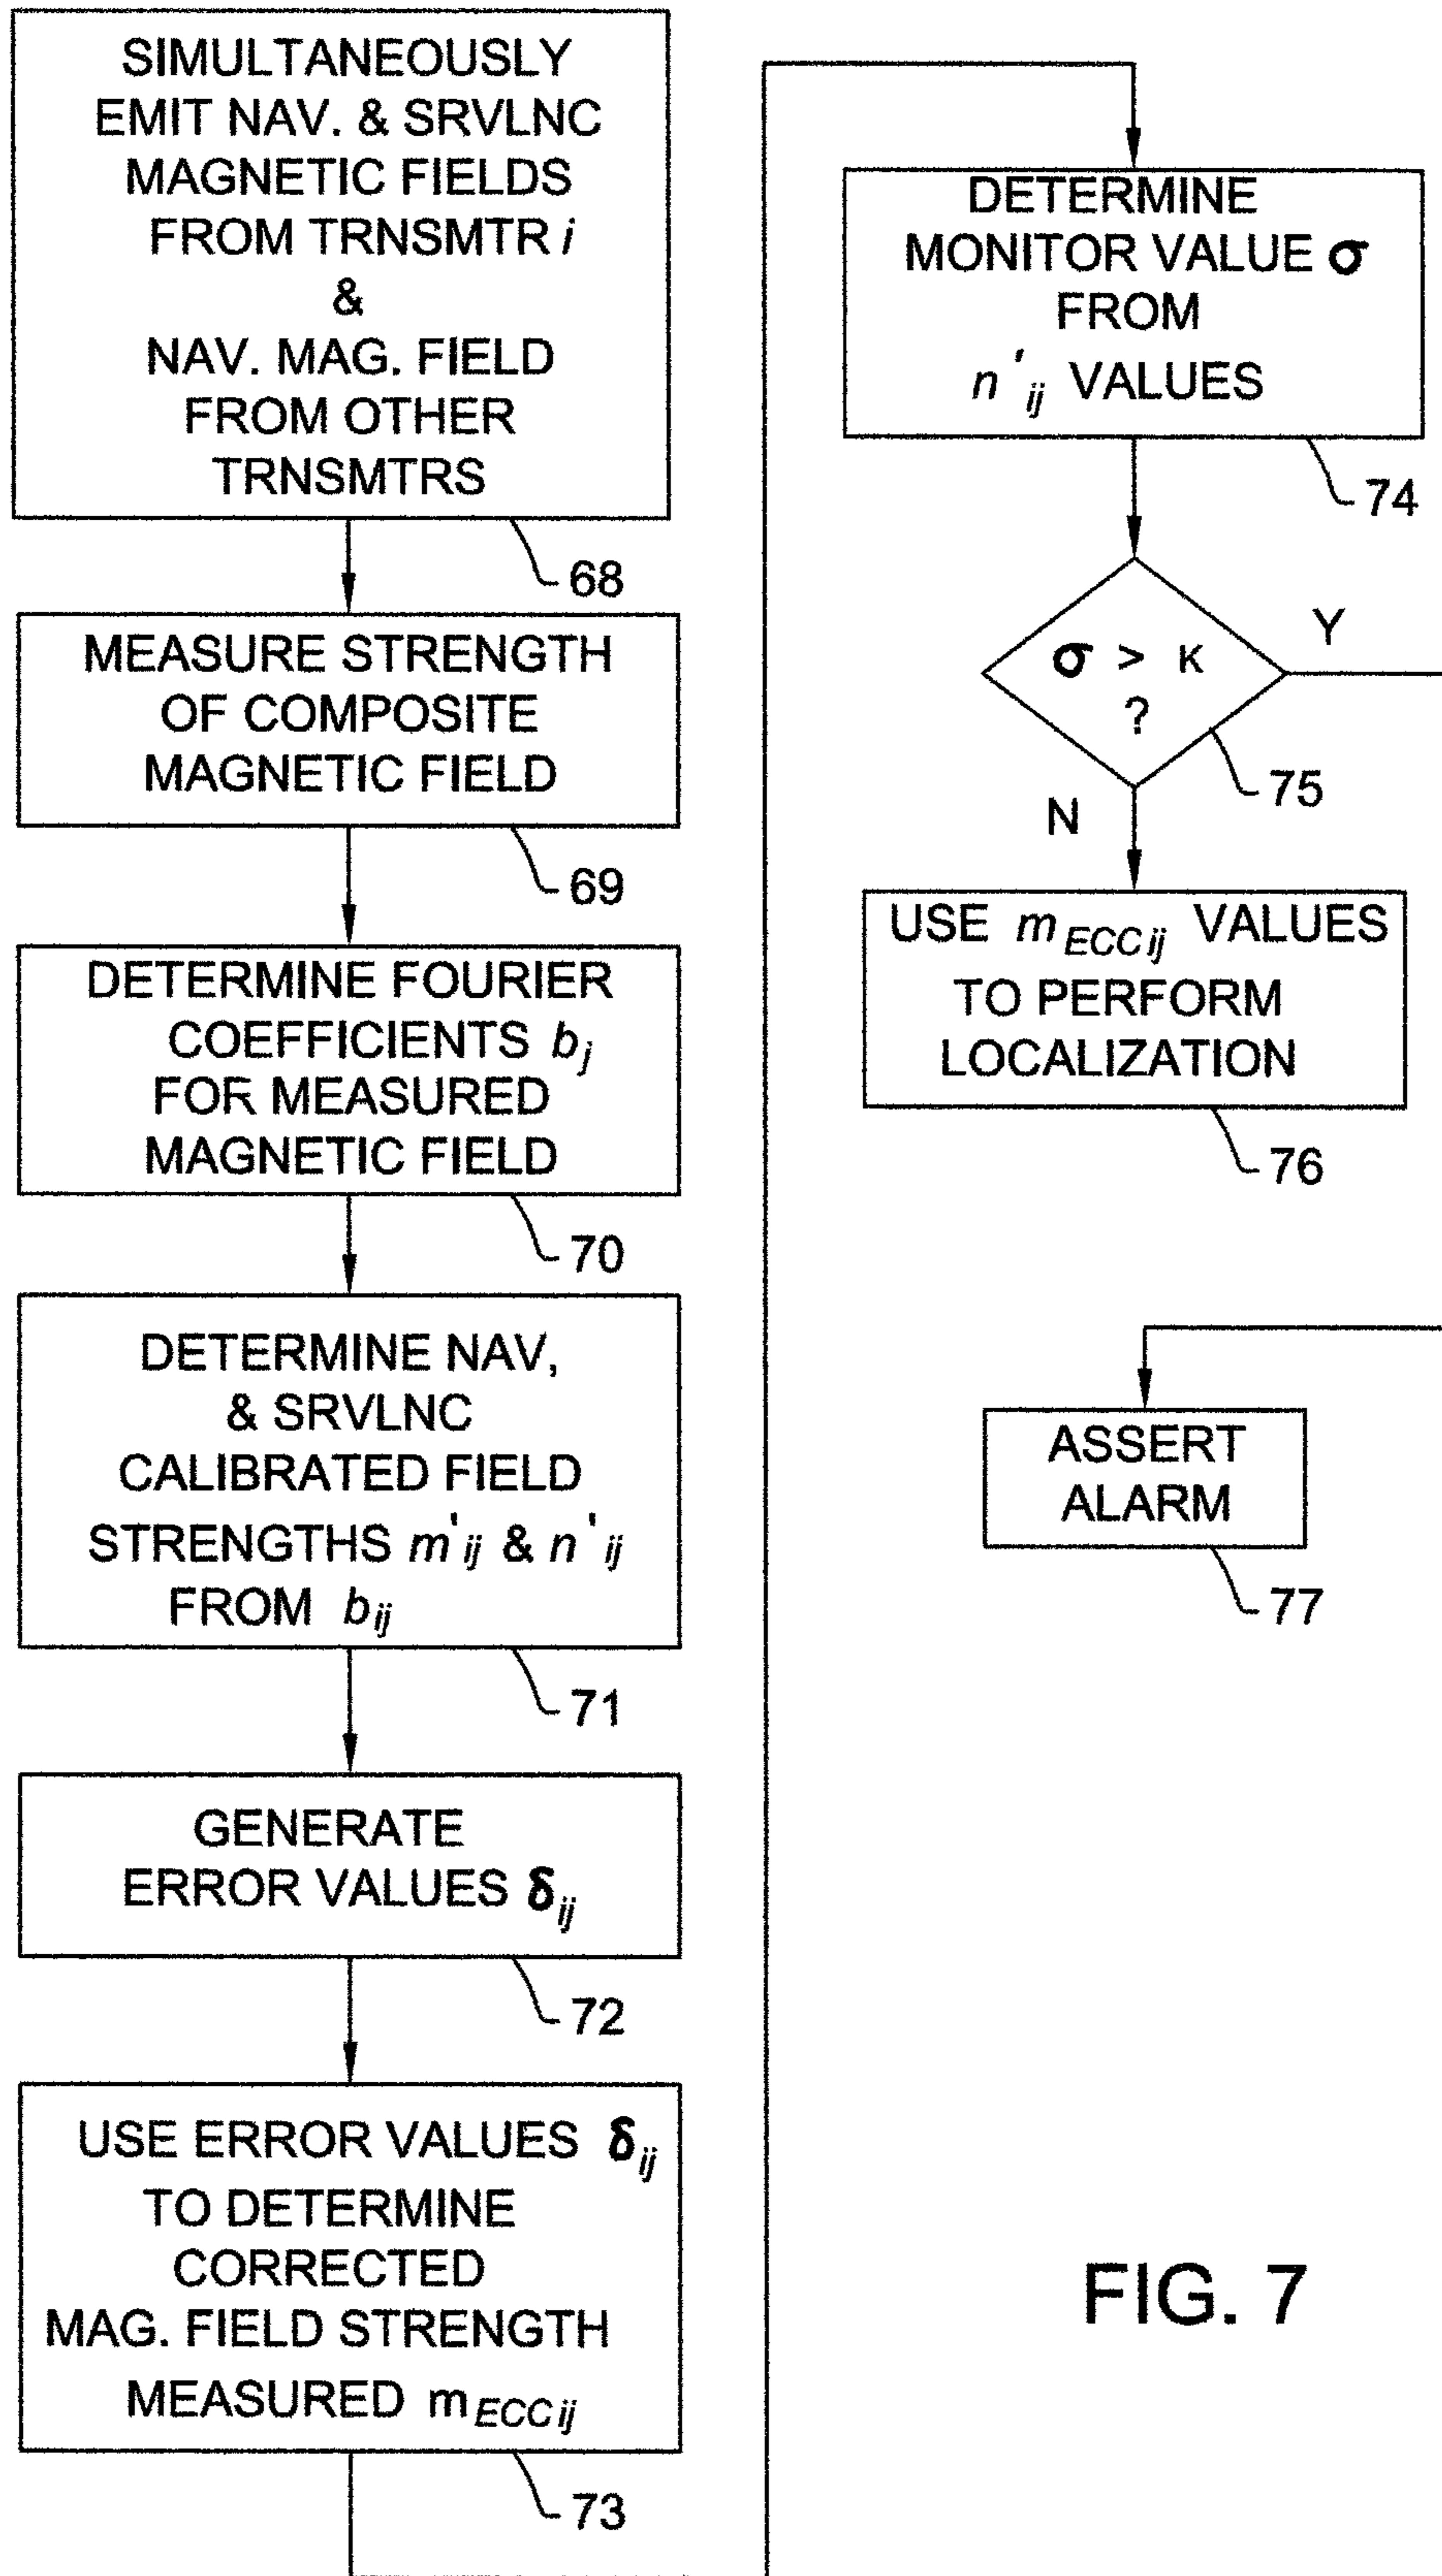 SIMULTANEOUSLY
EMIT NAV. & SRVLNC
MAGNETIC FIELDS
FROM TRNSMTR i
&
NAV. MAG. FIELD
FROM OTHER
TRNSMTRS
68
MEASURE STRENGTH
OF COMPOSITE
MAGNETIC FIELD
69
DETERMINE FOURIER
COEFFICIENTS bj
FOR MEASURED
MAGNETIC FIELD
70
DETERMINE NAV,
& SRVLNC
CALIBRATED FIELD
STRENGTHS m'ij & n'ij
FROM bij
71
GENERATE
ERROR VALUES δij
72
USE ERROR VALUES δij
TO DETERMINE
CORRECTED
MAG. FIELD STRENGTH
MEASURED mECCij
73
DETERMINE
MONITOR VALUE σ
FROM
n'ij VALUES
74
σ > K
?
Y
75
N
USE mECCij VALUES
TO PERFORM
LOCALIZATION
76
ASSERT
ALARM
77
FIG. 7